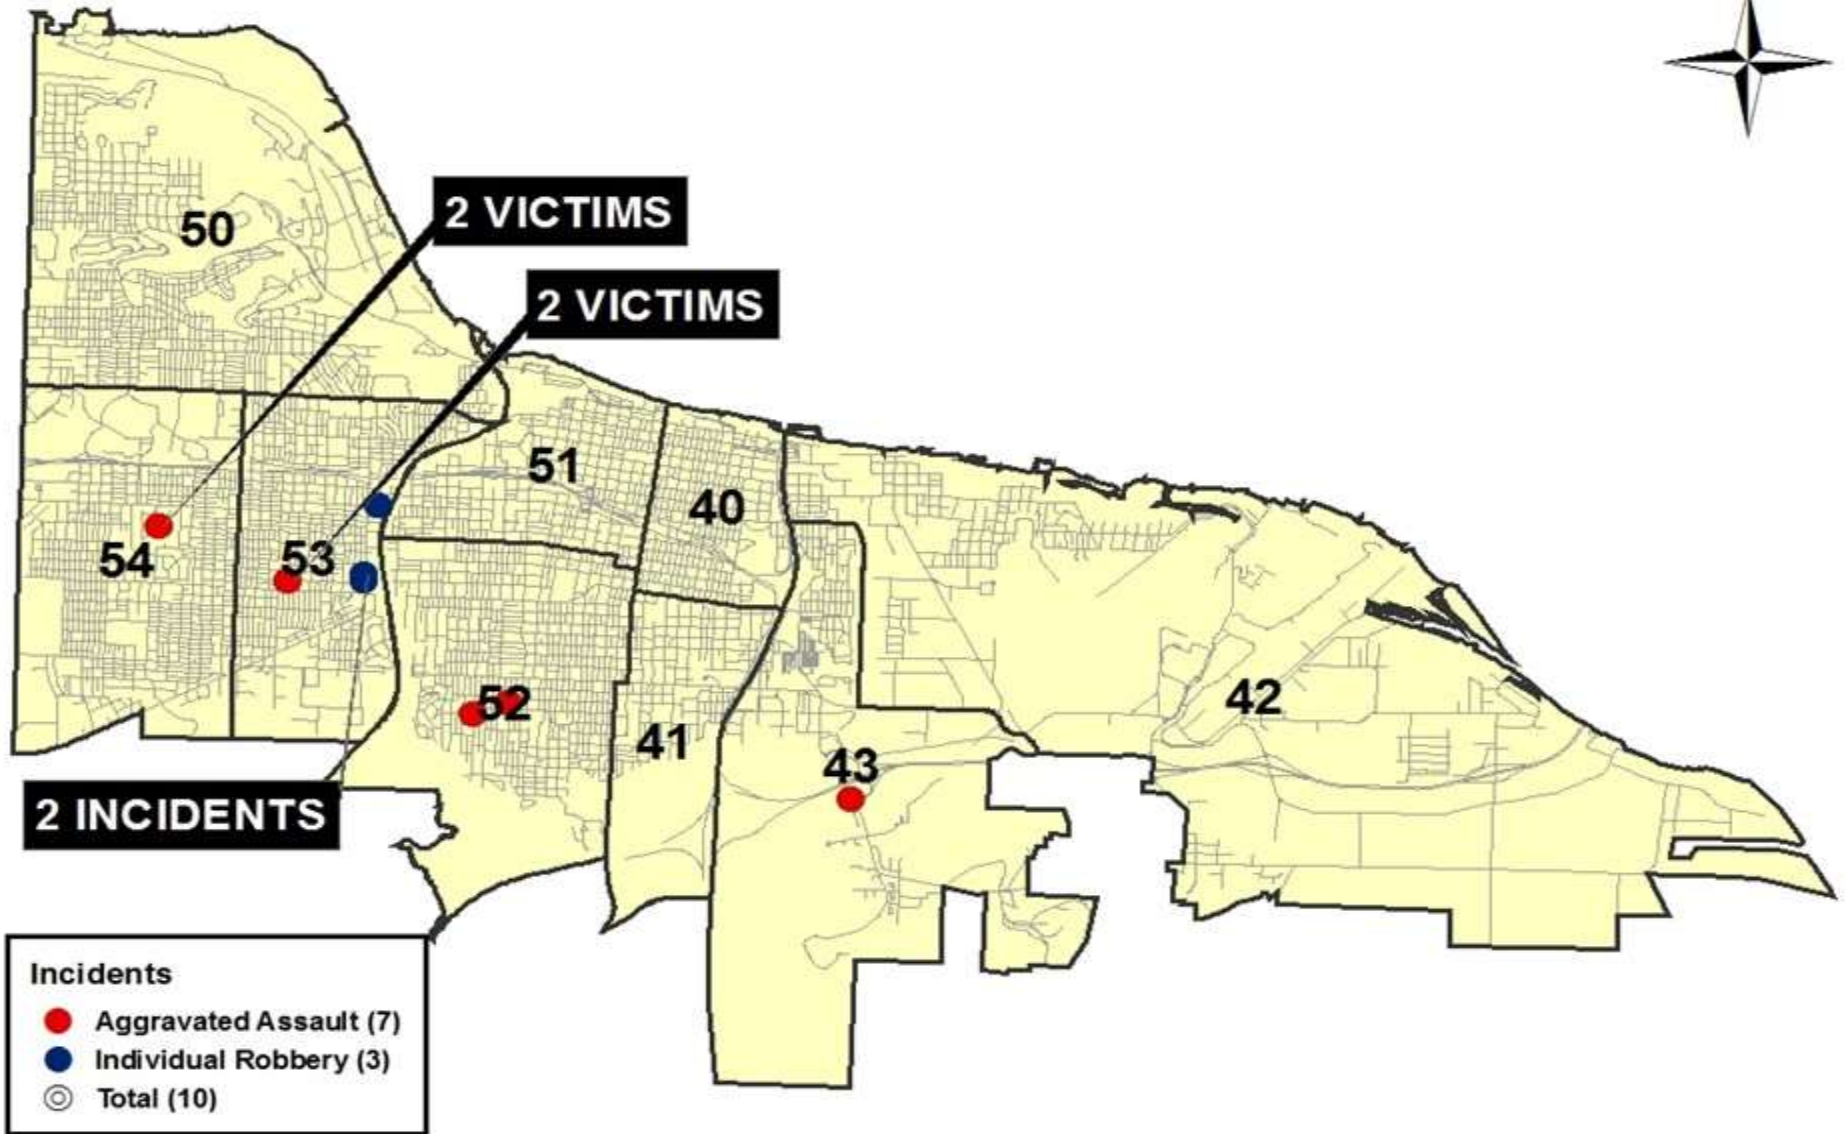 50
2 VICTIMS
2 VICTIMS
51
40
54
53
52
41
42
43
2 INCIDENTS
Incidents
Aggravated Assault (7)
Individual Robbery (3)
Total (10)